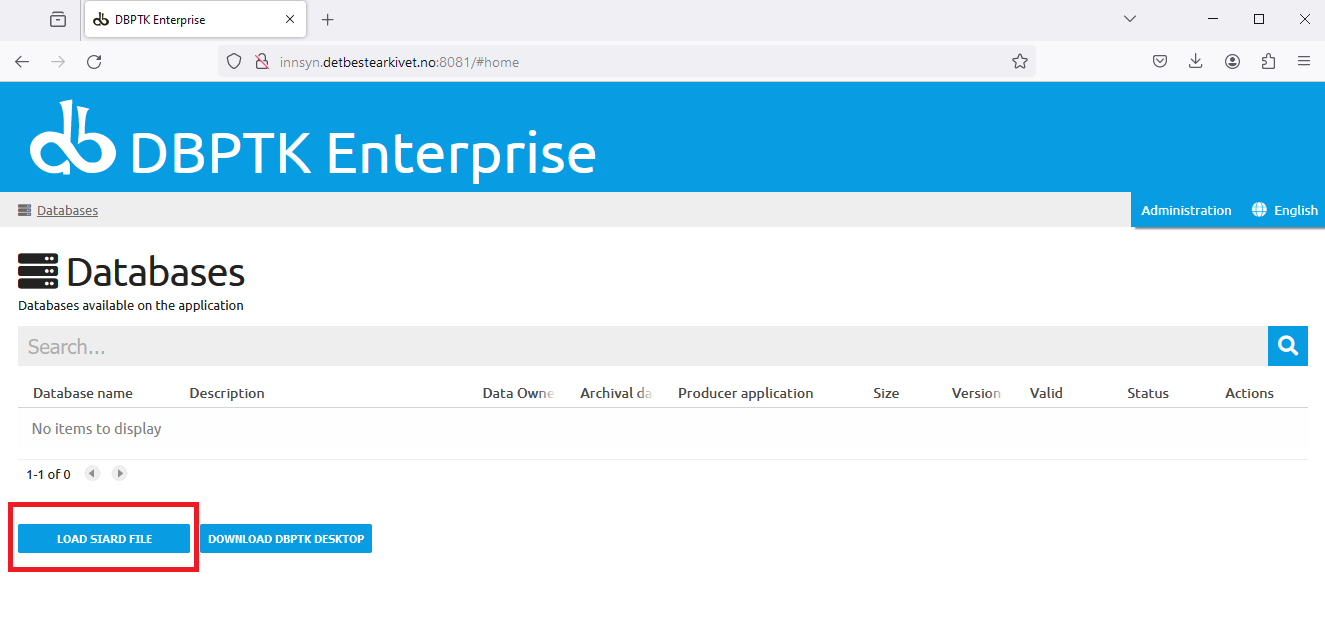 DBPTK Enterprise
innsyn.detbestearkivet.no:8081/#home
DBPTK Enterprise
Databases
Administration English
Databases
Databases available on the application
Search...
Database name Description Data Owne Archival da Producer application Size Version Valid Status Actions
No items to display
1-1 of 0
LOAD SIARD FILE DOWNLOAD DBPTK DESKTOP